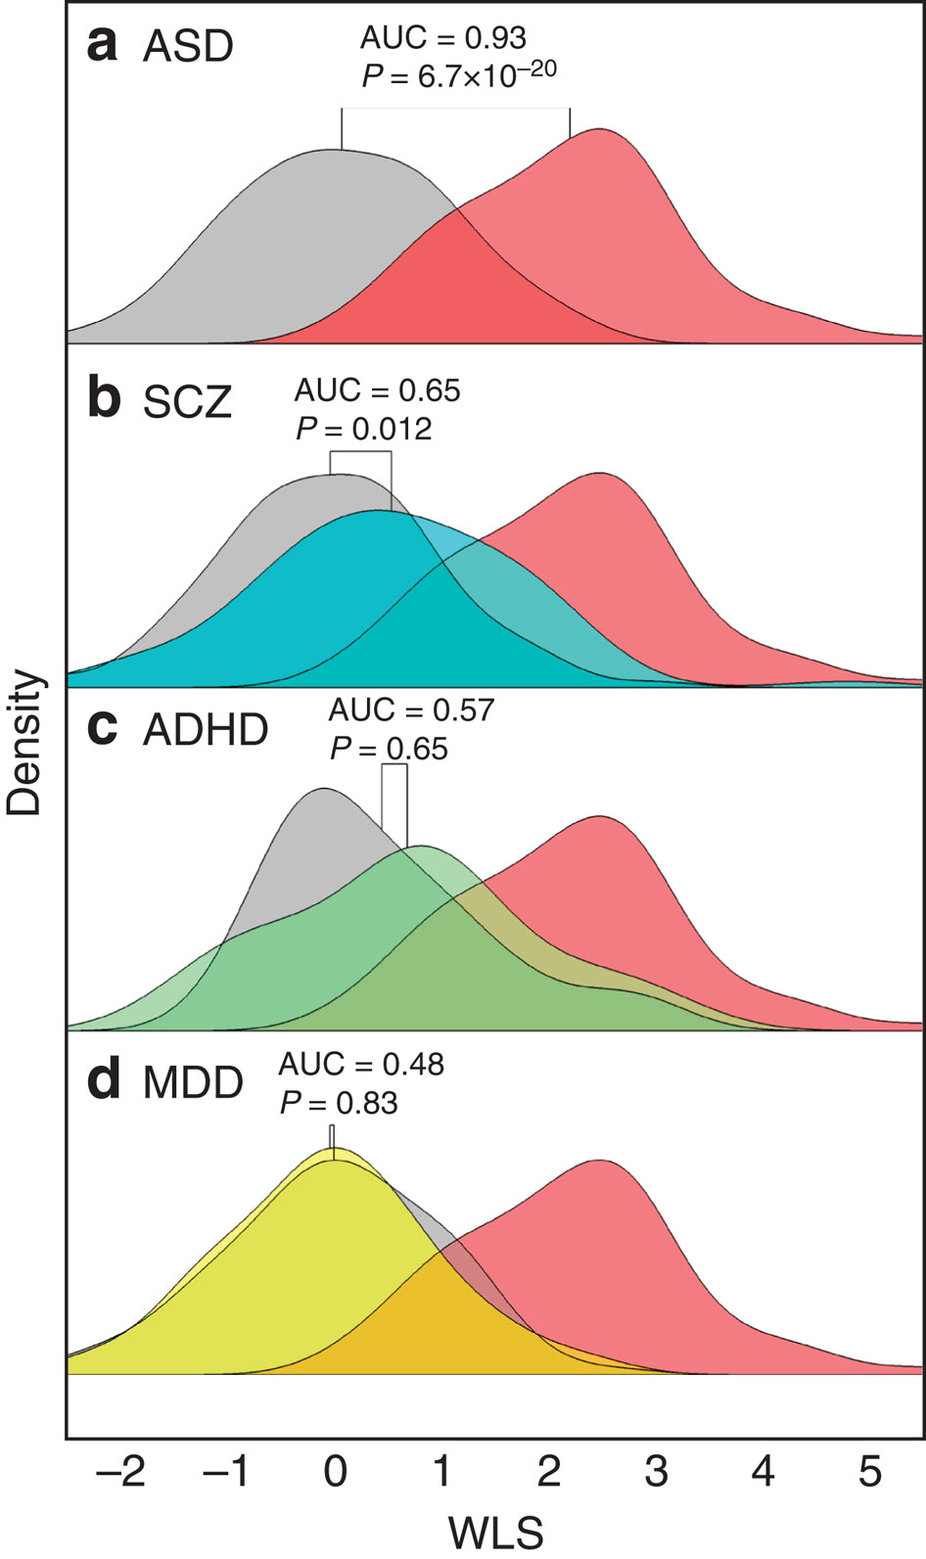 a ASD
AUC = 0.93
P = 6.7×10⁻²⁰
b SCZ
AUC = 0.65
P = 0.012
c ADHD
AUC = 0.57
P = 0.65
d MDD
AUC = 0.48
P = 0.83
Density
–2 –1 0 1 2 3 4 5
WLS